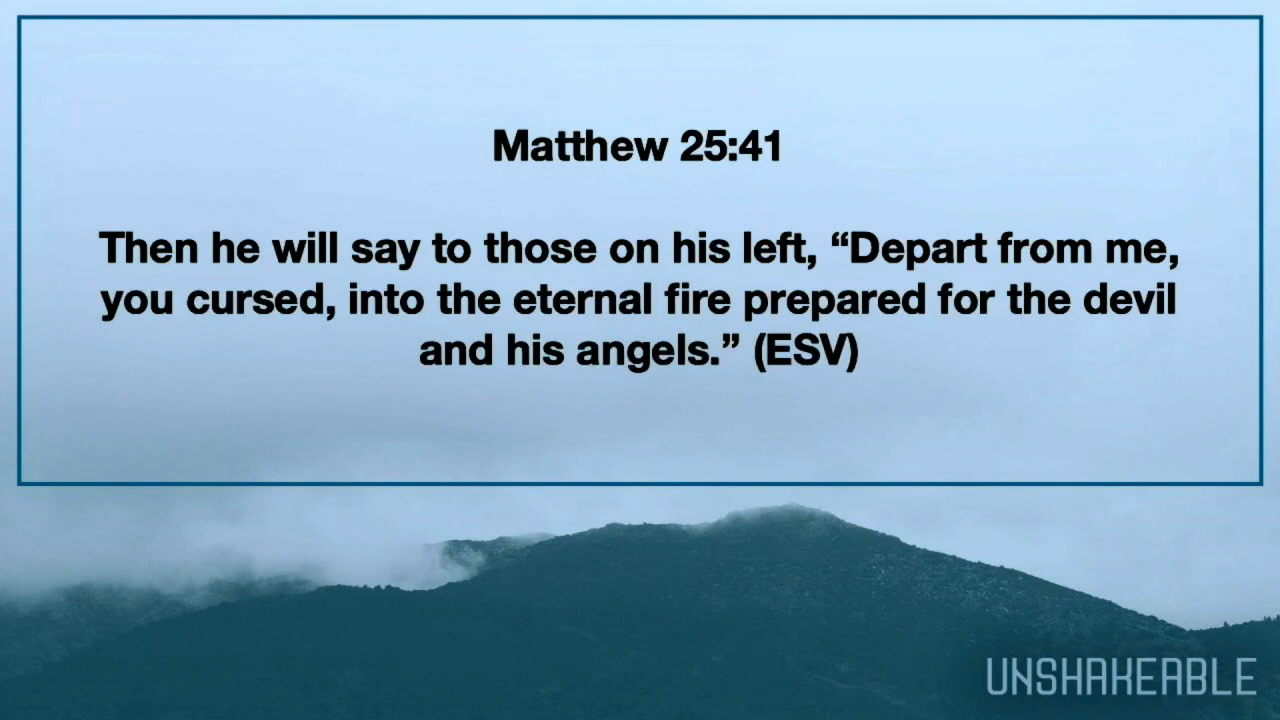 Matthew 25:41
Then he will say to those on his left, “Depart from me,
you cursed, into the eternal fire prepared for the devil
and his angels.” (ESV)
UNSHAKEABLE